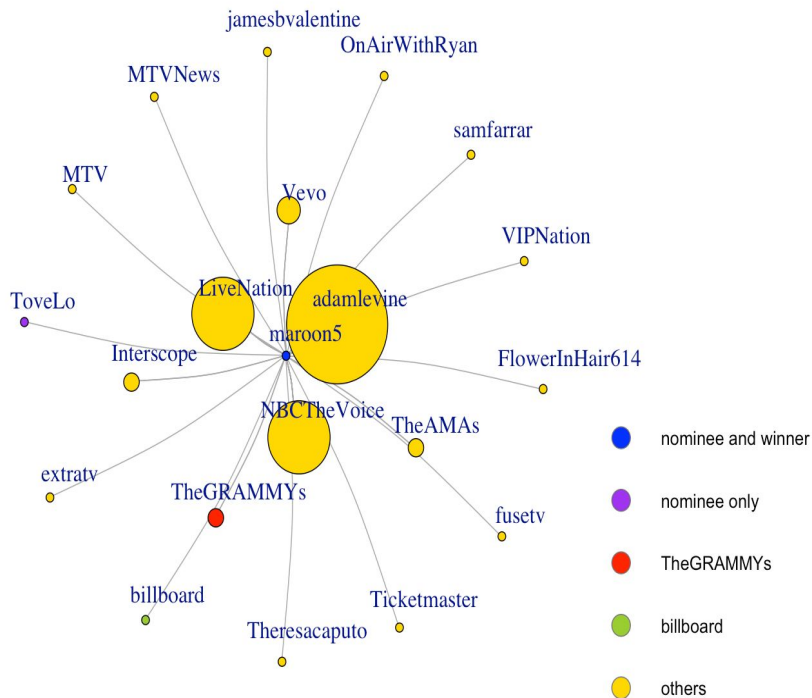 jamesbvalentine
OnAirWithRyan
MTVNews
samfarrar
MTV
Vevo
VIPNation
LiveNation
adamlevine
ToveLo
maroon5
Interscope
FlowerInHair614
NBCTheVoice
TheAMAs
nominee and winner
extratv
TheGRAMMYs
nominee only
fusetv
TheGRAMMYs
billboard
Ticketmaster
Theresacaputo
billboard
others